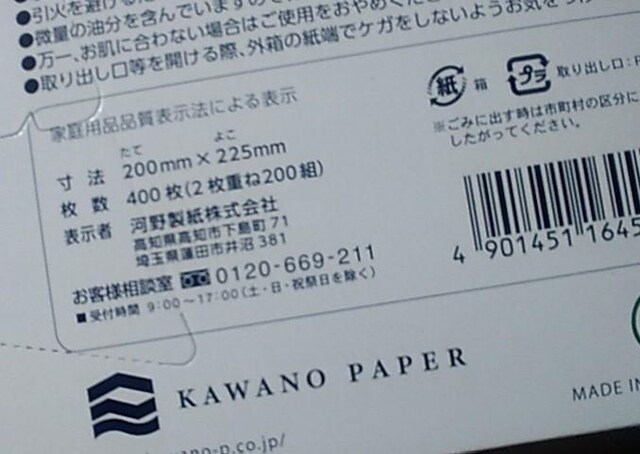 ●引火を避ける
●微量の油分を含んでいます
●万一、お肌に合わない場合はご使用をおやめくだ
●取り出し口等を開ける際、外箱の紙端でケガをしないようお気をつけ
家庭用品品質表示法による表示
たて よこ
寸 法 200mm×225mm
枚 数 400枚(2枚重ね200組)
表示者 河野製紙株式会社
高知県高知市下島町71
埼玉県蓮田市井沼381
お客様相談室 0120-669-211
■受付時間 9:00〜17:00(土・日・祝祭日を除く)
紙 箱 プラ 取り出し口:P
※ごみに出す時は市町村の区分に
したがってください。
4 901451 1645
KAWANO PAPER
ano-p.co.jp/
MADE IN